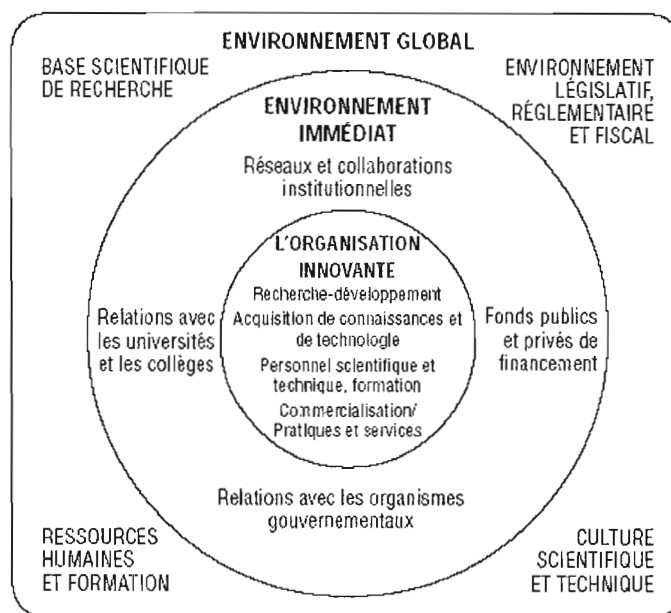 ENVIRONNEMENT GLOBAL
BASE SCIENTIFIQUE
DE RECHERCHE
ENVIRONNEMENT
LÉGISLATIF,
RÉGLEMENTAIRE
ET FISCAL
ENVIRONNEMENT
IMMÉDIAT
Réseaux et collaborations
institutionnelles
L'ORGANISATION
INNOVANTE
Recherche-développement
Acquisition de connaissances et
de technologie
Personnel scientifique et
technique, formation
Commercialisation/
Pratiques et services
Relations avec
les universités
et les collèges
Fonds publics
et privés de
financement
Relations avec les organismes
gouvernementaux
RESSOURCES
HUMAINES
ET FORMATION
CULTURE
SCIENTIFIQUE
ET TECHNIQUE